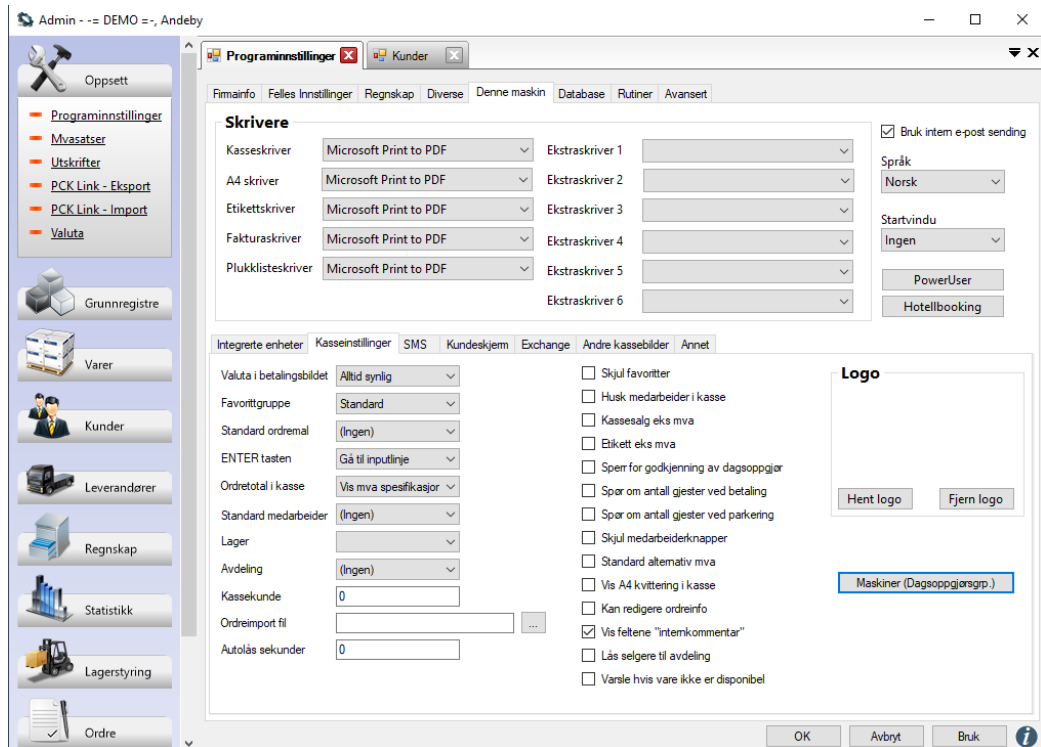 Admin - -= DEMO =-, Andeby
Oppsett
Programinnstillinger
Mvasatser
Utskrifter
PCK Link - Eksport
PCK Link - Import
Valuta
Grunnregistre
Varer
Kunder
Leverandører
Regnskap
Statistikk
Lagerstyring
Ordre
Programinnstillinger Kunder
Firmainfo Felles Innstillinger Regnskap Diverse Denne maskin Database Rutiner Avansert
Skrivere
Kasseskriver Microsoft Print to PDF Ekstraskriver 1
A4 skriver Microsoft Print to PDF Ekstraskriver 2
Etikettskriver Microsoft Print to PDF Ekstraskriver 3
Fakturaskriver Microsoft Print to PDF Ekstraskriver 4
Plukklisteskriver Microsoft Print to PDF Ekstraskriver 5
Ekstraskriver 6
Bruk intern e-post sending
Språk
Norsk
Startvindu
Ingen
PowerUser
Hotellbooking
Integrerte enheter Kasseinstillinger SMS Kundeskjerm Exchange Andre kassebilder Annet
Valuta i betalingsbildet Alltid synlig
Favorittgruppe Standard
Standard ordremal (Ingen)
ENTER tasten Gå til inputlinje
Ordretotal i kasse Vis mva spesifikasjor
Standard medarbeider (Ingen)
Lager
Avdeling (Ingen)
Kassekunde 0
Ordreimport fil ...
Autolås sekunder 0
Skjul favoritter
Husk medarbeider i kasse
Kassesalg eks mva
Etikett eks mva
Sperr for godkjenning av dagsoppgjør
Spør om antall gjester ved betaling
Spør om antall gjester ved parkering
Skjul medarbeiderknapper
Standard alternativ mva
Vis A4 kvittering i kasse
Kan redigere ordreinfo
Vis feltene "internkommentar"
Lås selgere til avdeling
Varsle hvis vare ikke er disponibel
Logo
Hent logo Fjern logo
Maskiner (Dagsoppgjørsgrp.)
OK Avbryt Bruk